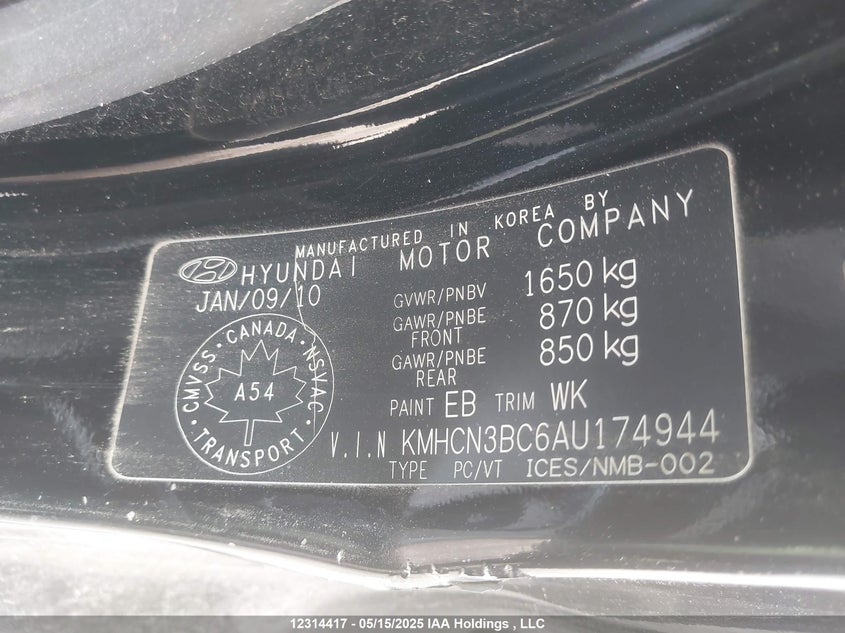 MANUFACTURED IN KOREA BY
HYUNDAI MOTOR COMPANY
JAN/09/10
GVWR/PNBV 1650 kg
GAWR/PNBE FRONT 870 kg
GAWR/PNBE REAR 850 kg
CMVSS · CANADA · NSVAC
A54
· TRANSPORT ·
PAINT EB TRIM WK
V.I.N KMHCN3BC6AU174944
TYPE PC/VT ICES/NMB-002
12314417 - 05/15/2025 IAA Holdings , LLC